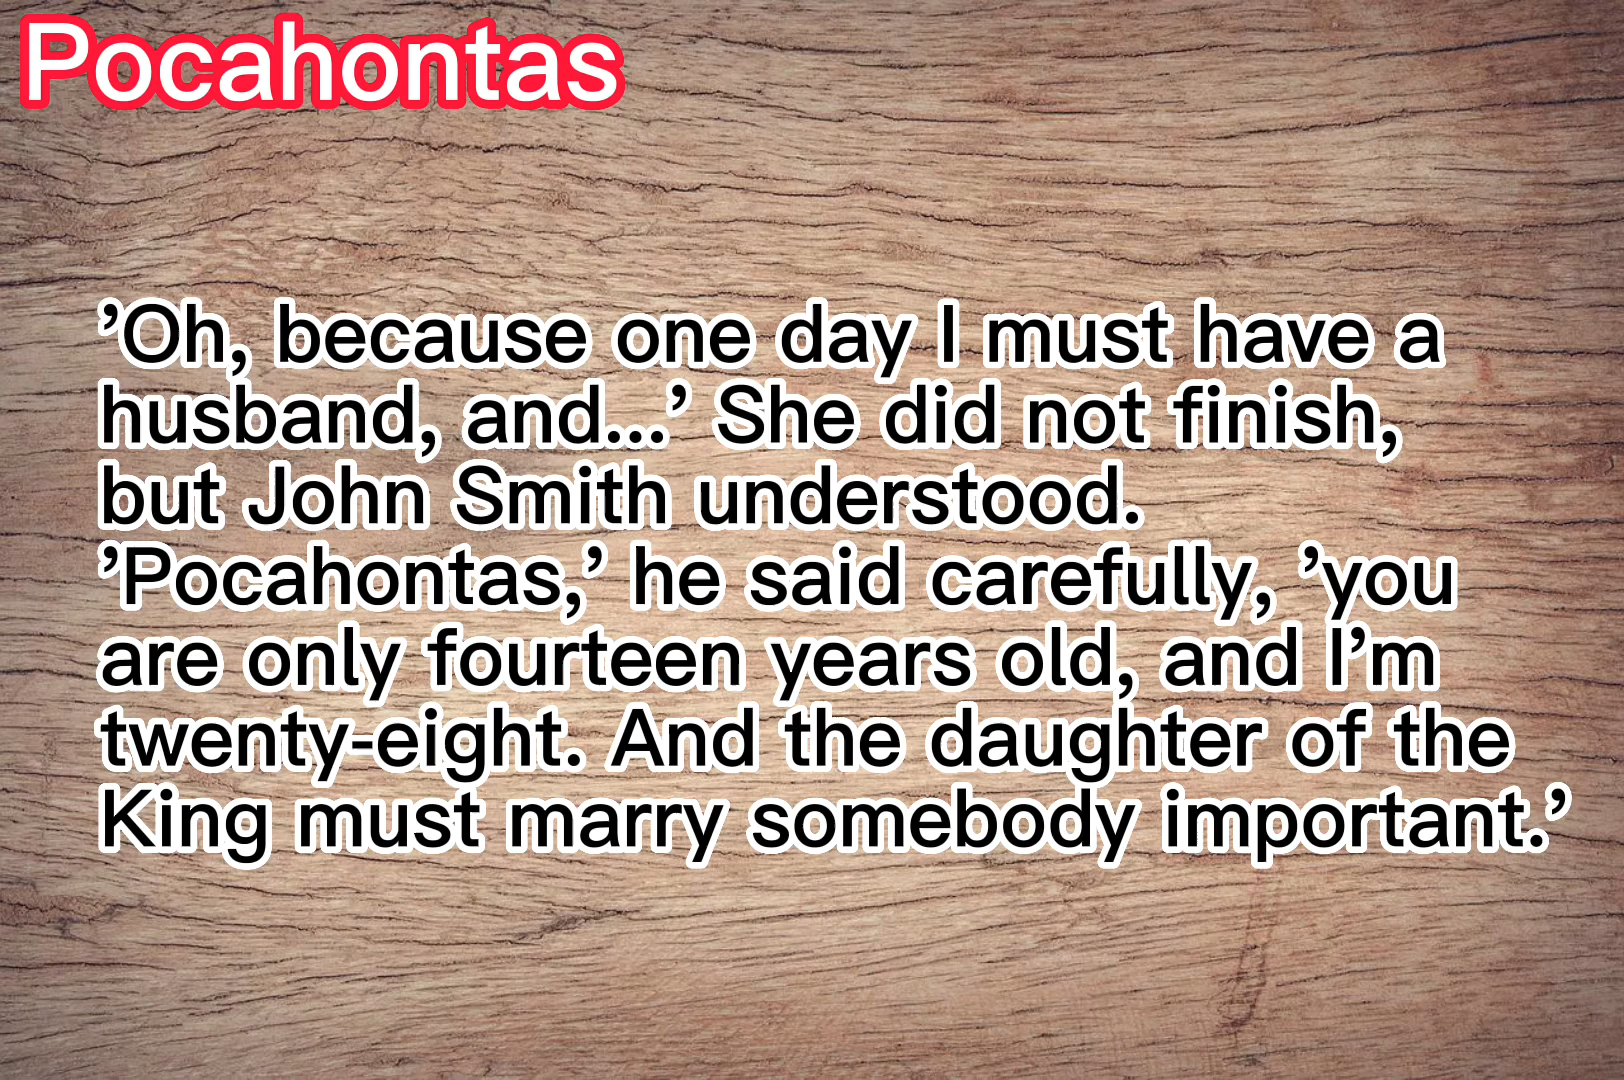 Pocahontas
’Oh, because one day I must have a
husband, and...’ She did not finish,
but John Smith understood.
’Pocahontas,’ he said carefully, ’you
are only fourteen years old, and I’m
twenty-eight. And the daughter of the
King must marry somebody important.’